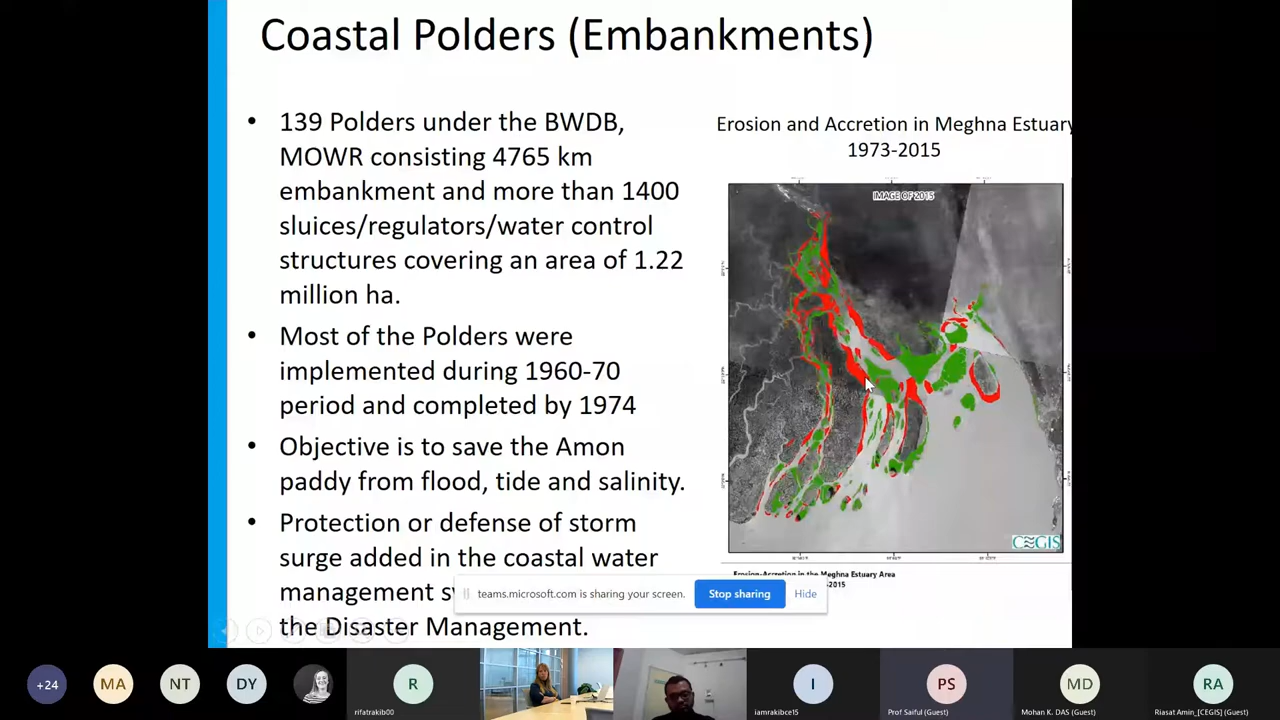 Coastal Polders (Embankments)
• 139 Polders under the BWDB,
MOWR consisting 4765 km
embankment and more than 1400
sluices/regulators/water control
structures covering an area of 1.22
million ha.
• Most of the Polders were
implemented during 1960-70
period and completed by 1974
• Objective is to save the Amon
paddy from flood, tide and salinity.
• Protection or defense of storm
surge added in the coastal water
management
the Disaster Management.
Erosion and Accretion in Meghna Estuary
1973-2015
IMAGE OF 2015
CEGIS
Erosion-Accretion in the Meghna Estuary Area
2015
teams.microsoft.com is sharing your screen.
Stop sharing
Hide
+24
MA
NT
DY
R
rifatrakib00
I
iamrakibce15
PS
Prof Saiful (Guest)
MD
Mohan K. DAS (Guest)
RA
Riasat Amin_[CEGIS] (Guest)